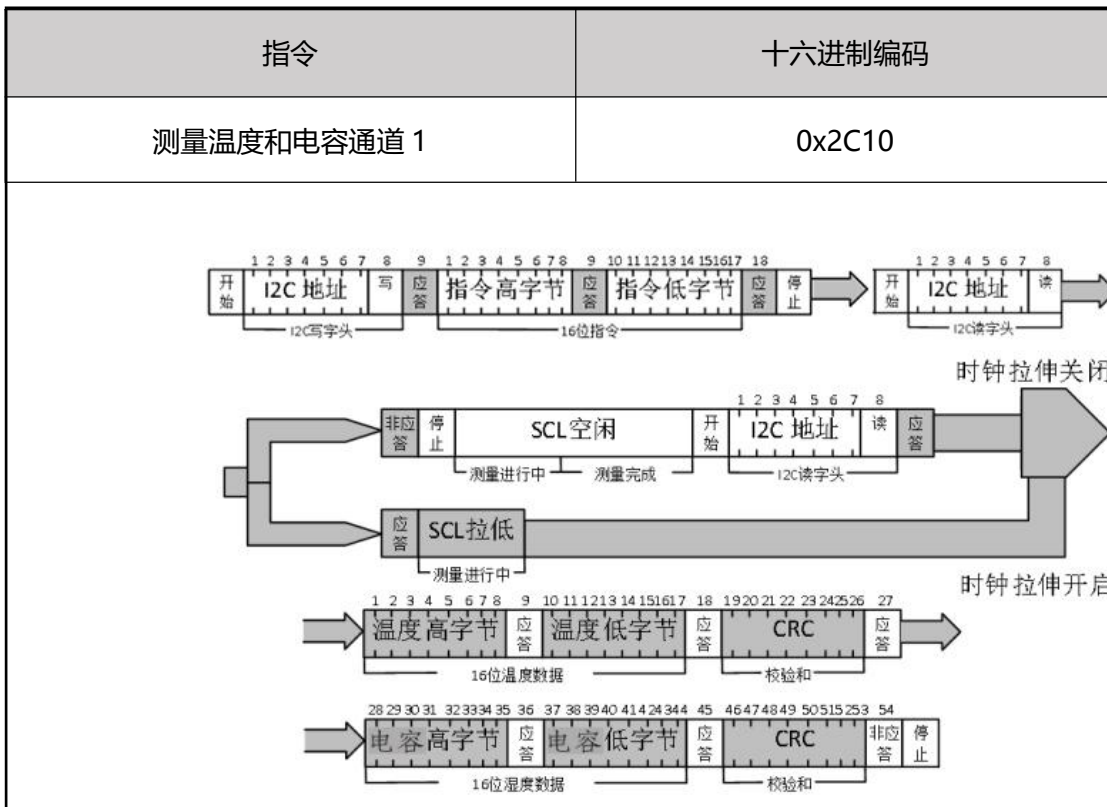 指令 十六进制编码
测量温度和电容通道 1 0x2C10
1 2 3 4 5 6 7 8 9 1 2 3 4 5 6 7 8 9 10 11 12 13 14 15 16 17 18 1 2 3 4 5 6 7 8
开始 I2C 地址 写 应答 指令高字节 应答 指令低字节 应答 停止 开始 I2C 地址 读
I2C写字头 16位指令 I2C读字头
时钟拉伸关闭
1 2 3 4 5 6 7 8
非应答 停止 SCL空闲 开始 I2C 地址 读 应答
测量进行中 测量完成 I2C读字头
应答 SCL拉低
测量进行中
时钟拉伸开启
1 2 3 4 5 6 7 8 9 10 11 12 13 14 15 16 17 18 19 20 21 22 23 24 25 26 27
温度高字节 应答 温度低字节 应答 CRC 应答
16位温度数据 校验和
28 29 30 31 32 33 34 35 36 37 38 39 40 41 4 24 34 4 45 46 47 48 49 50 51 5 25 3 54
电容高字节 应答 电容低字节 应答 CRC 非应答 停止
16位湿度数据 校验和